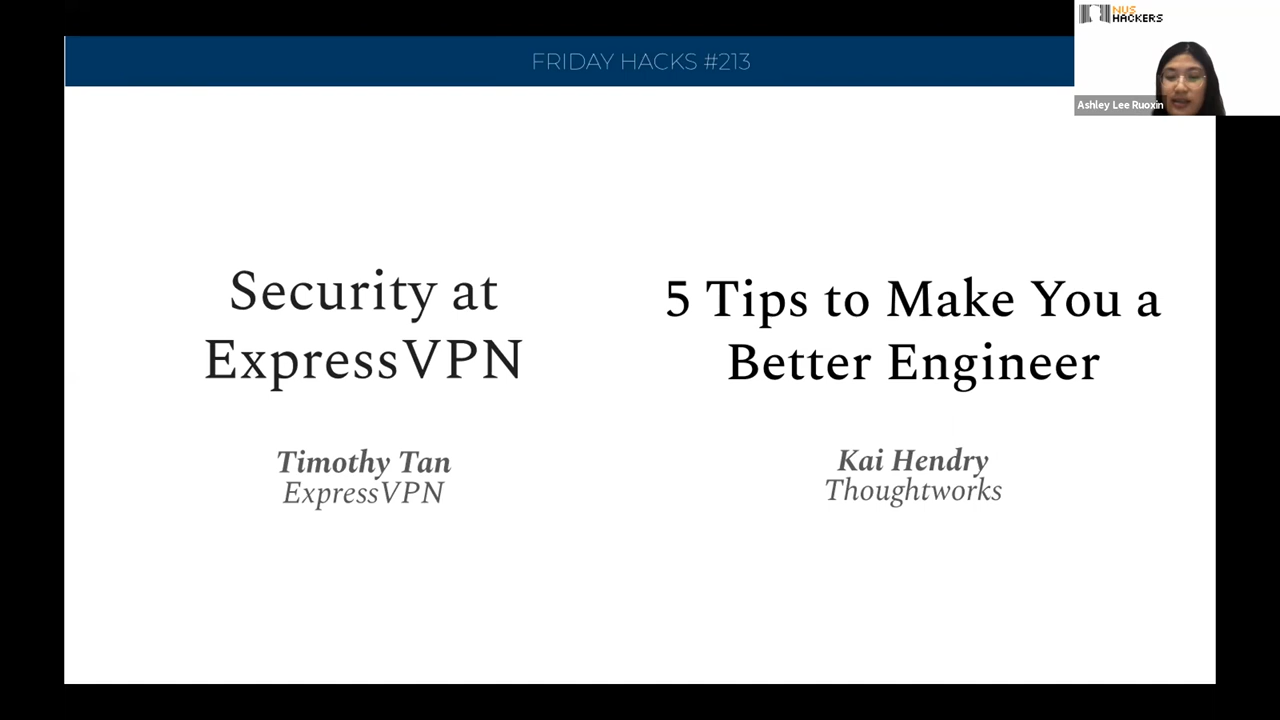 FRIDAY HACKS #213
NUS
HACKERS
Ashley Lee Ruoxin
Security at
ExpressVPN
Timothy Tan
ExpressVPN
5 Tips to Make You a
Better Engineer
Kai Hendry
Thoughtworks